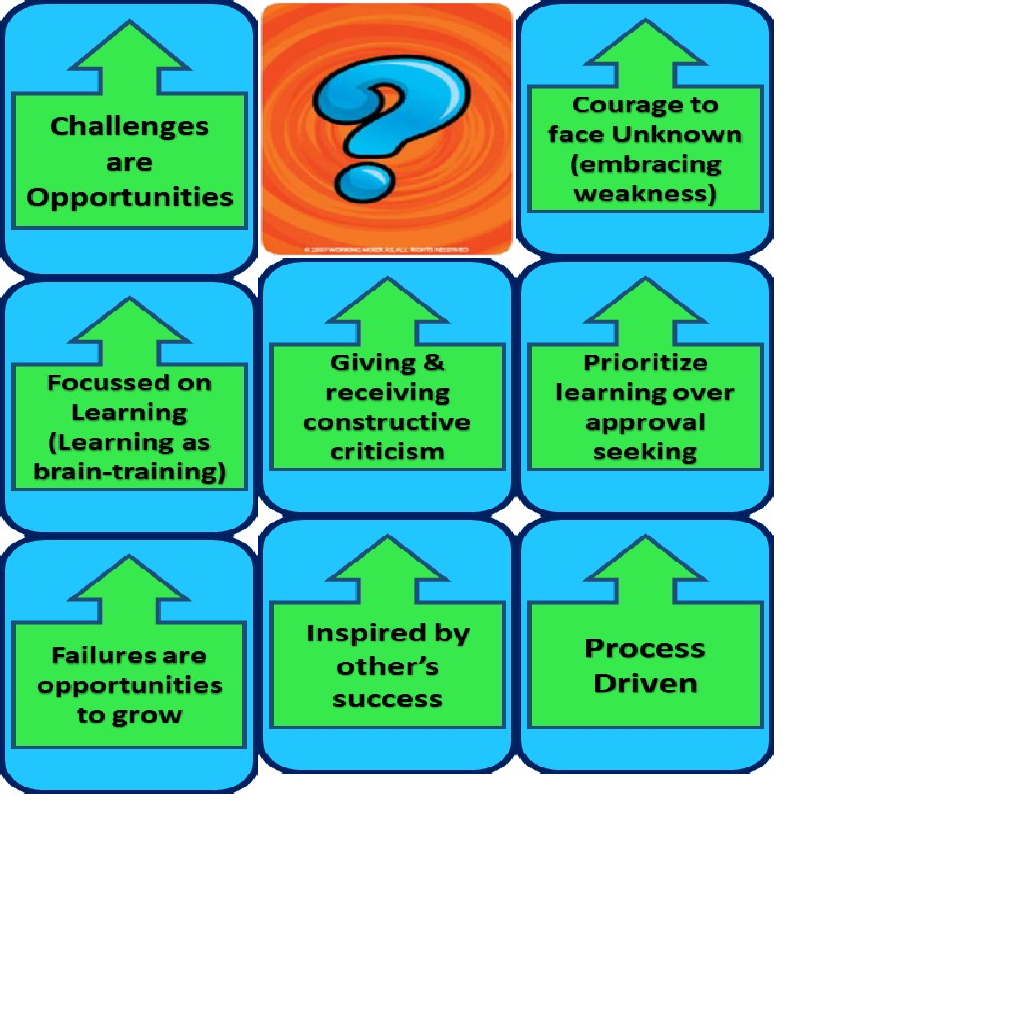 Challenges
are
Opportunities
© 2007 WORKING MIXER AS, ALL RIGHTS RESERVED
Courage to
face Unknown
(embracing
weakness)
Focussed on
Learning
(Learning as
brain-training)
Giving &
receiving
constructive
criticism
Prioritize
learning over
approval
seeking
Failures are
opportunities
to grow
Inspired by
other’s
success
Process
Driven